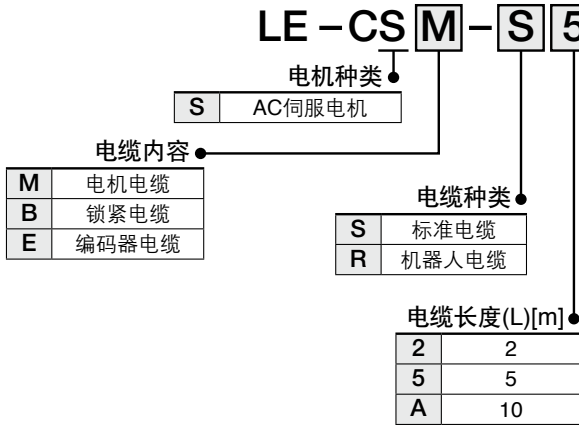 LE-CSM-S5
电机种类
S AC伺服电机
电缆内容
M 电机电缆
B 锁紧电缆
E 编码器电缆
电缆种类
S 标准电缆
R 机器人电缆
电缆长度(L)[m]
2 2
5 5
A 10